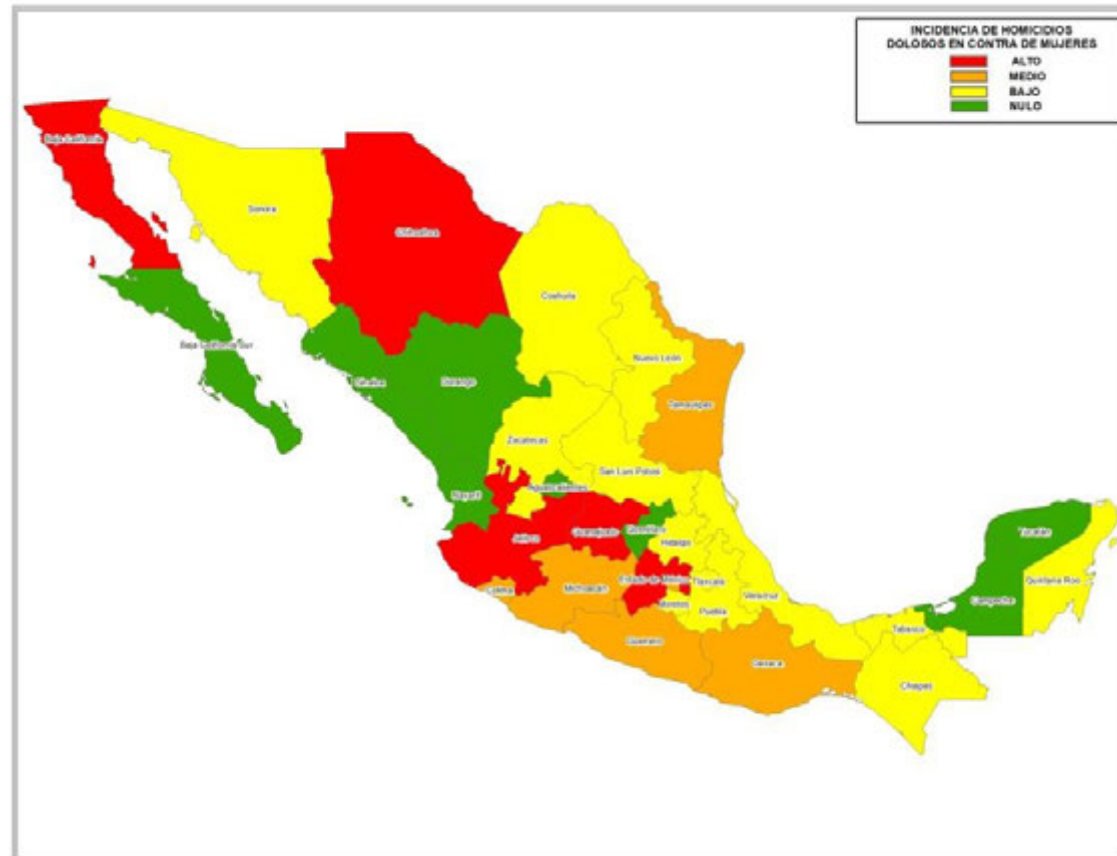 INCIDENCIA DE HOMICIDIOS
DOLOSOS EN CONTRA DE MUJERES
ALTO
MEDIO
BAJO
NULO
Baja California
Sonora
Chihuahua
Coahuila
Baja California Sur
Sinaloa
Durango
Nuevo León
Tamaulipas
Zacatecas
San Luis Potosí
Aguascalientes
Nayarit
Jalisco
Guanajuato
Querétaro
Hidalgo
Yucatán
Colima
Michoacán
Estado de México
Tlaxcala
Quintana Roo
Veracruz
Campeche
Morelos
Puebla
Tabasco
Guerrero
Oaxaca
Chiapas